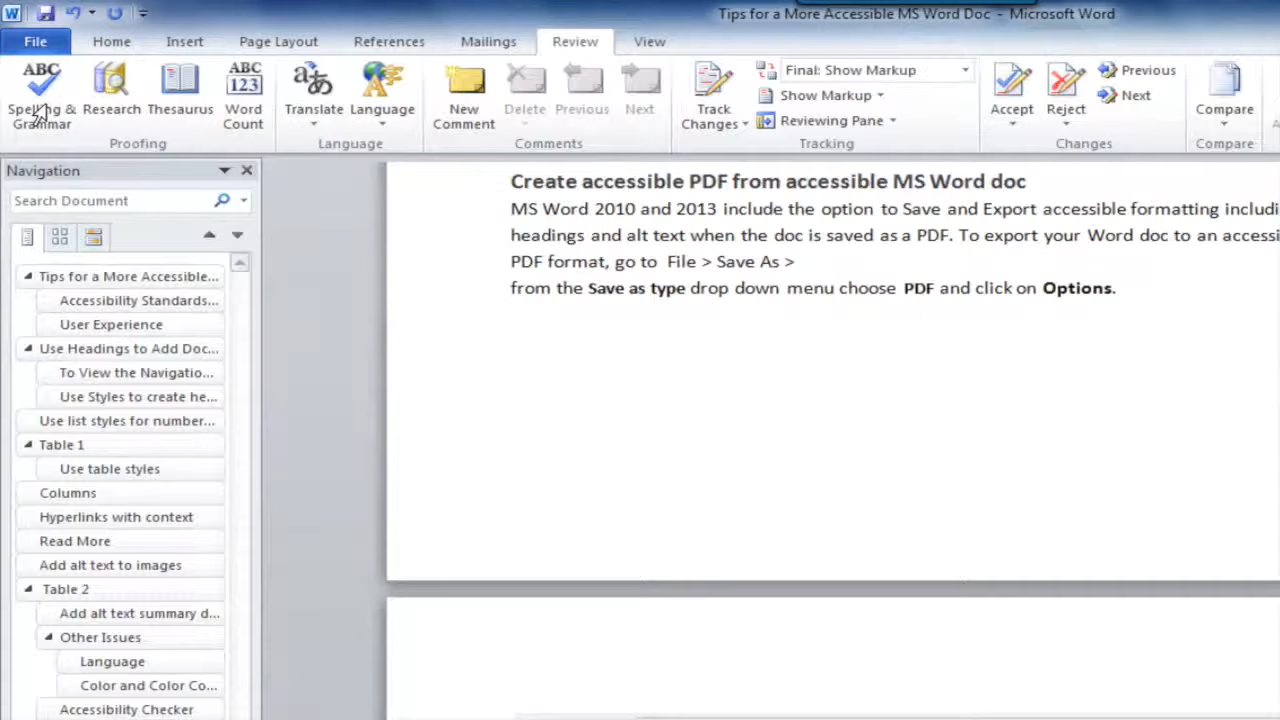 Tips for a More Accessible MS Word Doc - Microsoft Word
File Home Insert Page Layout References Mailings Review View
ABC
Spelling & Grammar
Research
Thesaurus
ABC
123
Word Count
Proofing
Translate
Language
Language
New Comment
Delete
Previous
Next
Comments
Track Changes
Final: Show Markup
Show Markup
Reviewing Pane
Tracking
Accept
Reject
Previous
Next
Changes
Compare
Compare
Navigation
Search Document
Tips for a More Accessible...
Accessibility Standards...
User Experience
Use Headings to Add Doc...
To View the Navigatio...
Use Styles to create he...
Use list styles for number...
Table 1
Use table styles
Columns
Hyperlinks with context
Read More
Add alt text to images
Table 2
Add alt text summary d...
Other Issues
Language
Color and Color Co...
Accessibility Checker
Create accessible PDF from accessible MS Word doc
MS Word 2010 and 2013 include the option to Save and Export accessible formatting includi
headings and alt text when the doc is saved as a PDF. To export your Word doc to an accessi
PDF format, go to File > Save As >
from the Save as type drop down menu choose PDF and click on Options.